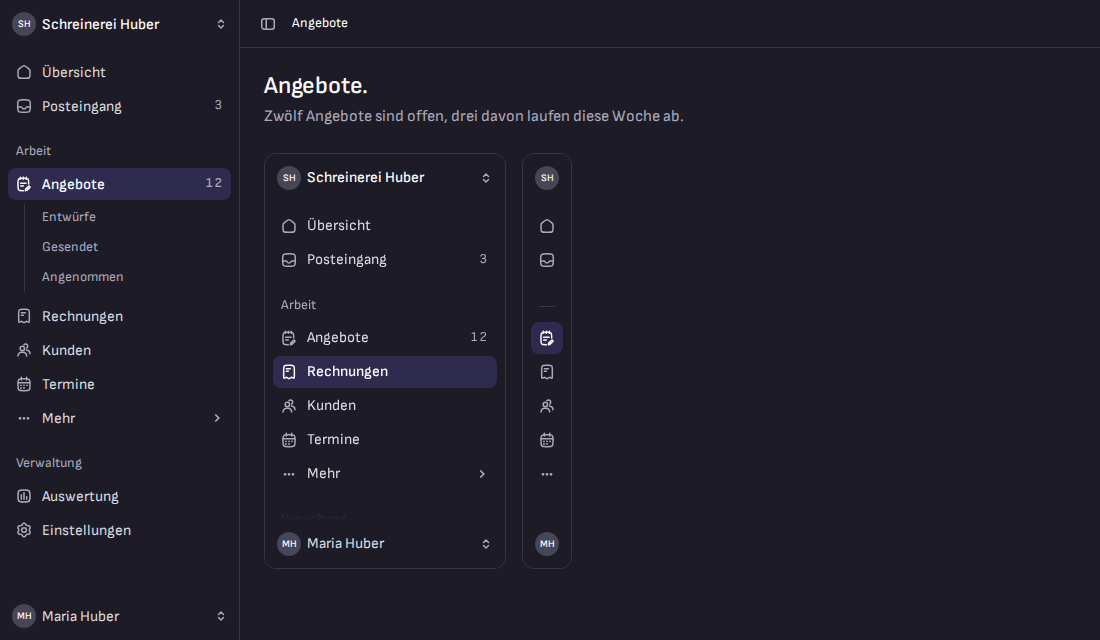 SH Schreinerei Huber
Übersicht
Posteingang 3
Arbeit
Angebote 12
Entwürfe
Gesendet
Angenommen
Rechnungen
Kunden
Termine
Mehr
Verwaltung
Auswertung
Einstellungen
MH Maria Huber
Angebote
Angebote.
Zwölf Angebote sind offen, drei davon laufen diese Woche ab.
SH Schreinerei Huber
Übersicht
Posteingang 3
Arbeit
Angebote 12
Rechnungen
Kunden
Termine
Mehr
MH Maria Huber
SH
MH